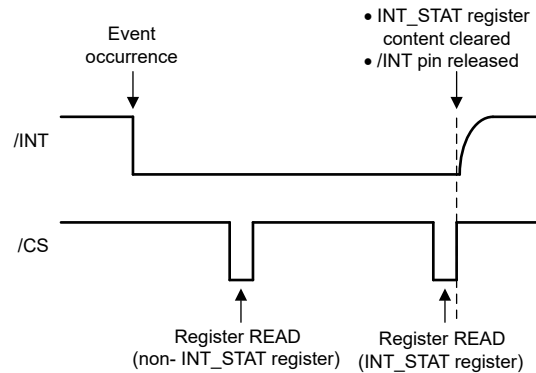 Event
occurrence
• INT_STAT register
content cleared
• /INT pin released
/INT
/CS
Register READ
(non- INT_STAT register)
Register READ
(INT_STAT register)